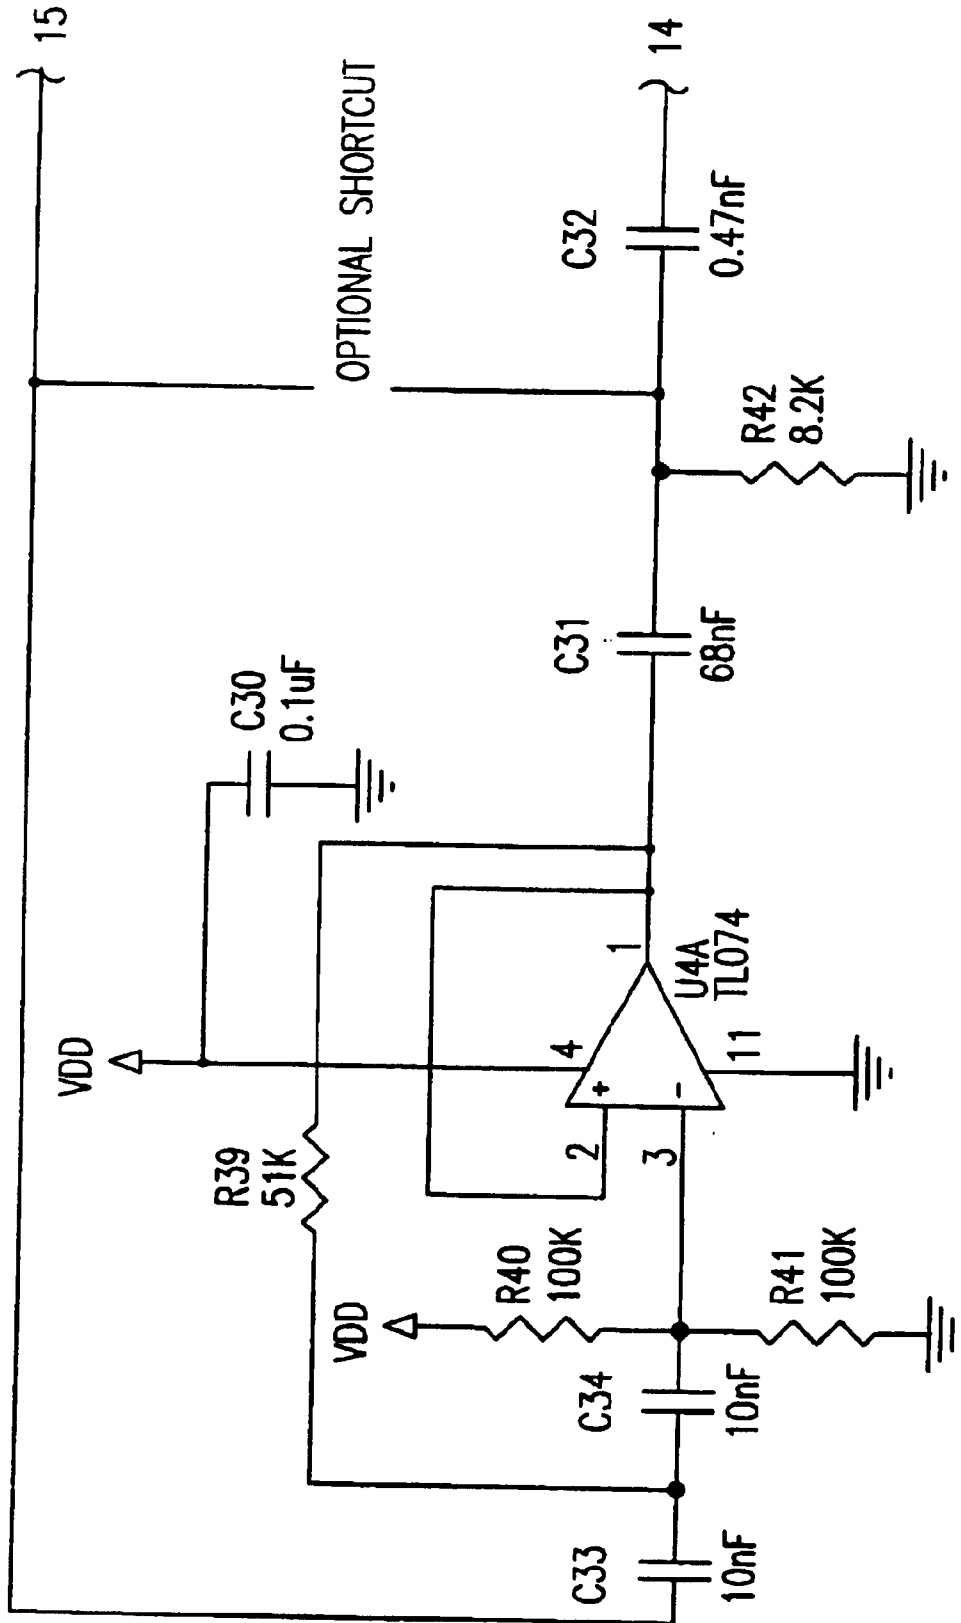 15
OPTIONAL SHORTCUT
14
C32
0.47nF
R42
8.2K
C31
68nF
C30
0.1uF
VDD
R39
51K
1
U4A
TL074
4
11
+
-
2
3
VDD
R40
100K
R41
100K
C34
10nF
C33
10nF